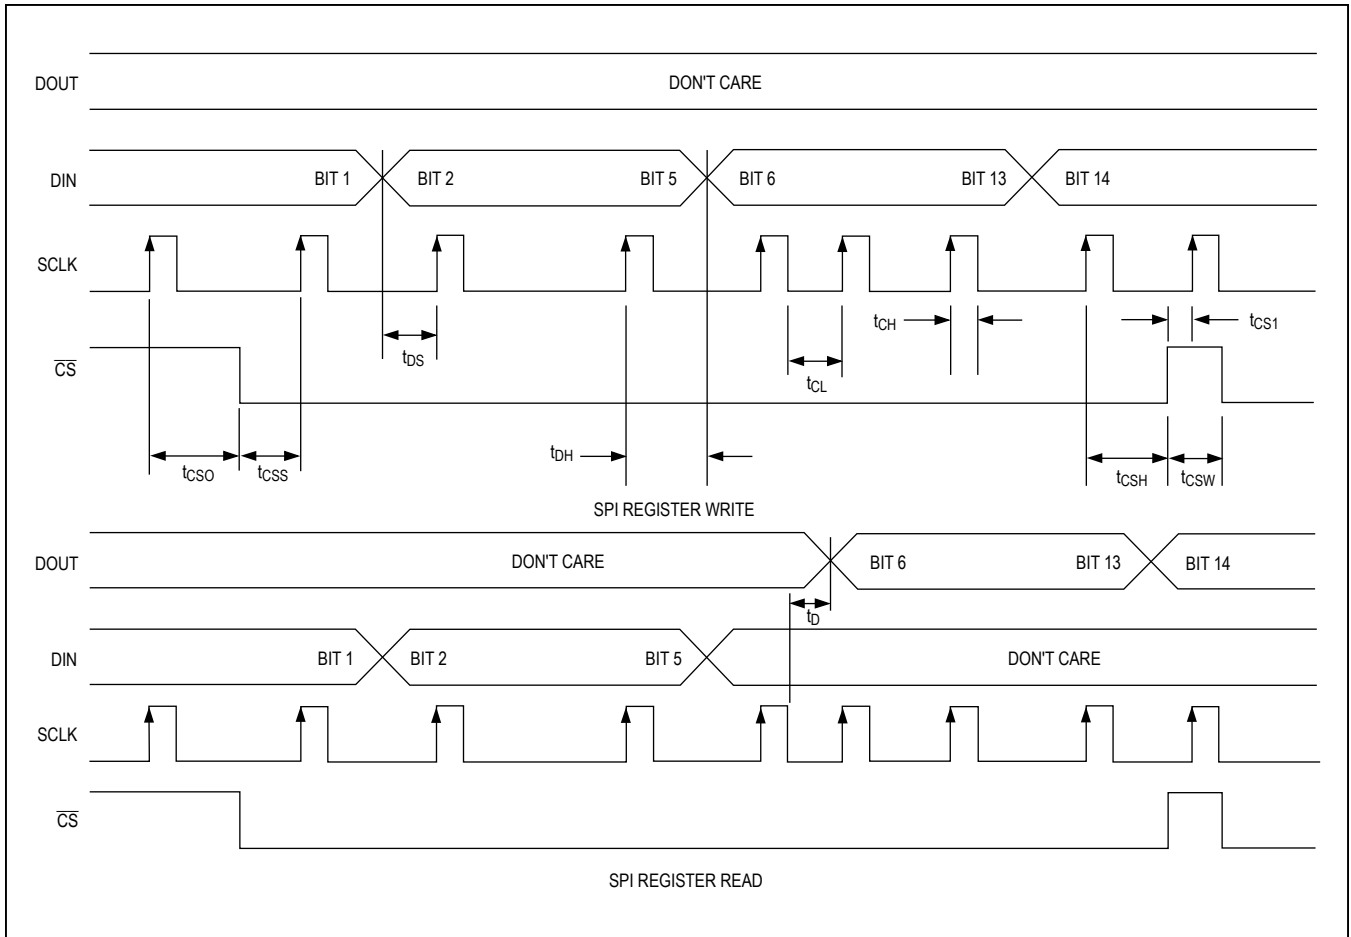 DOUT DON'T CARE
DIN BIT 1 BIT 2 BIT 5 BIT 6 BIT 13 BIT 14
SCLK
tCH tCS1
tDS
CS
tCL
tCSO tCSS tDH tCSH tCSW
SPI REGISTER WRITE
DOUT DON'T CARE BIT 6 BIT 13 BIT 14
tD
DIN BIT 1 BIT 2 BIT 5 DON'T CARE
SCLK
CS
SPI REGISTER READ